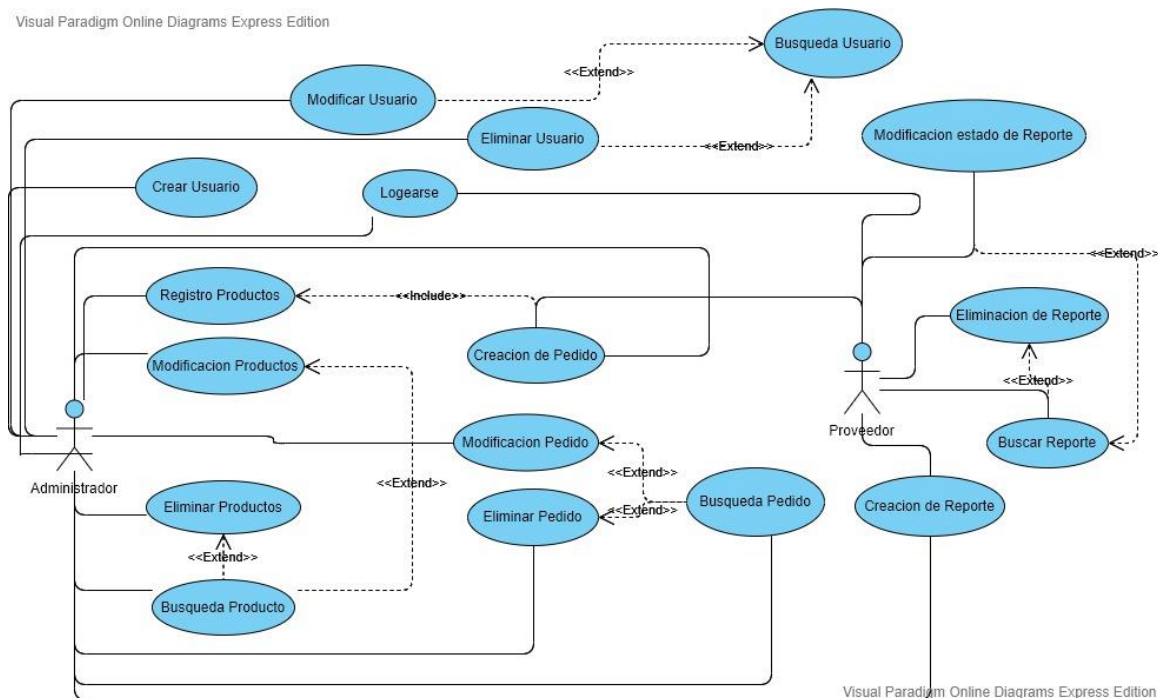 Visual Paradigm Online Diagrams Express Edition
Busqueda Usuario
<<Extend>>
Modificar Usuario
Eliminar Usuario
<<Extend>>
Modificacion estado de Reporte
Crear Usuario
Logearse
<<Extend>>
Registro Productos
<<Include>>
Eliminacion de Reporte
Creacion de Pedido
Modificacion Productos
<<Extend>>
Proveedor
Modificacion Pedido
Buscar Reporte
<<Extend>>
Administrador
<<Extend>>
Busqueda Pedido
Eliminar Productos
Eliminar Pedido
<<Extend>>
Creacion de Reporte
<<Extend>>
Busqueda Producto
Visual Paradigm Online Diagrams Express Edition